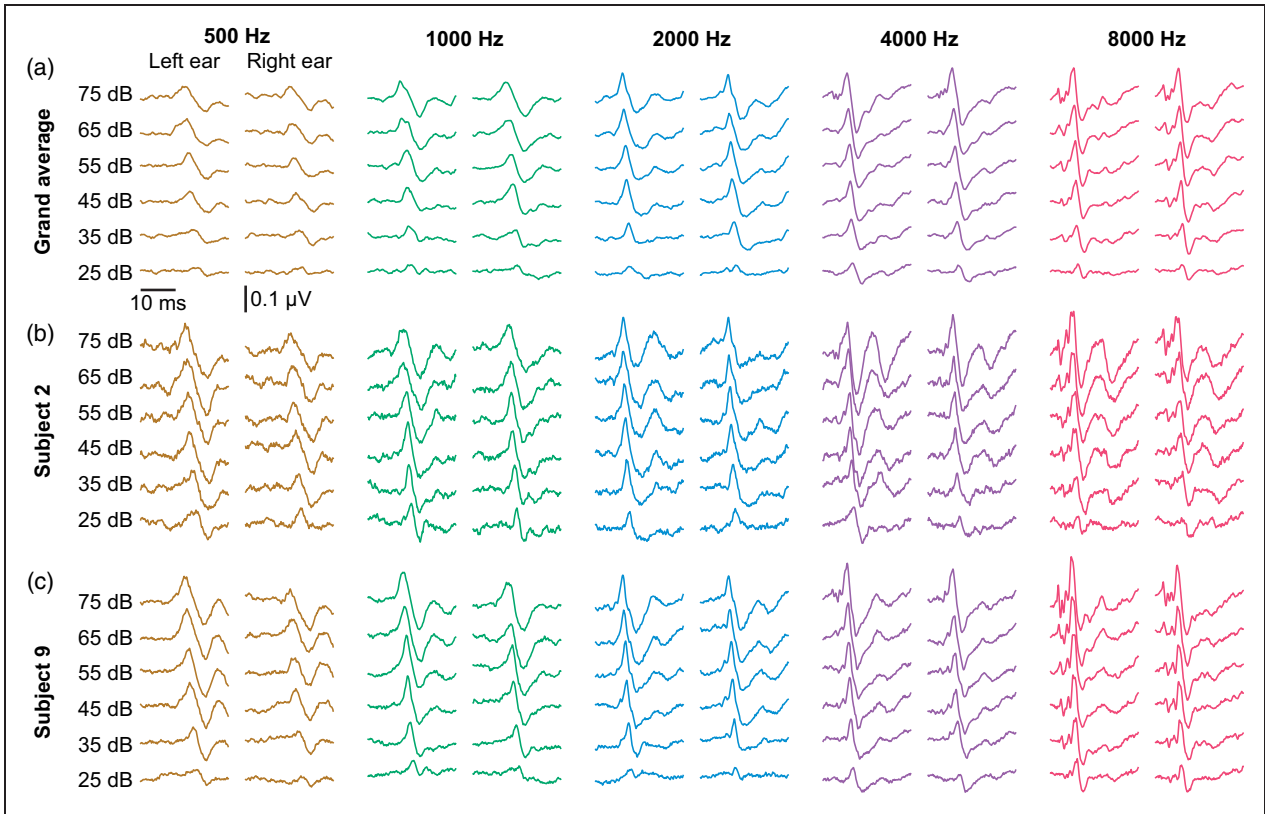 500 Hz 1000 Hz 2000 Hz 4000 Hz 8000 Hz
Left ear Right ear
(a)
Grand average
75 dB
65 dB
55 dB
45 dB
35 dB
25 dB
10 ms 0.1 µV
(b)
Subject 2
75 dB
65 dB
55 dB
45 dB
35 dB
25 dB
(c)
Subject 9
75 dB
65 dB
55 dB
45 dB
35 dB
25 dB